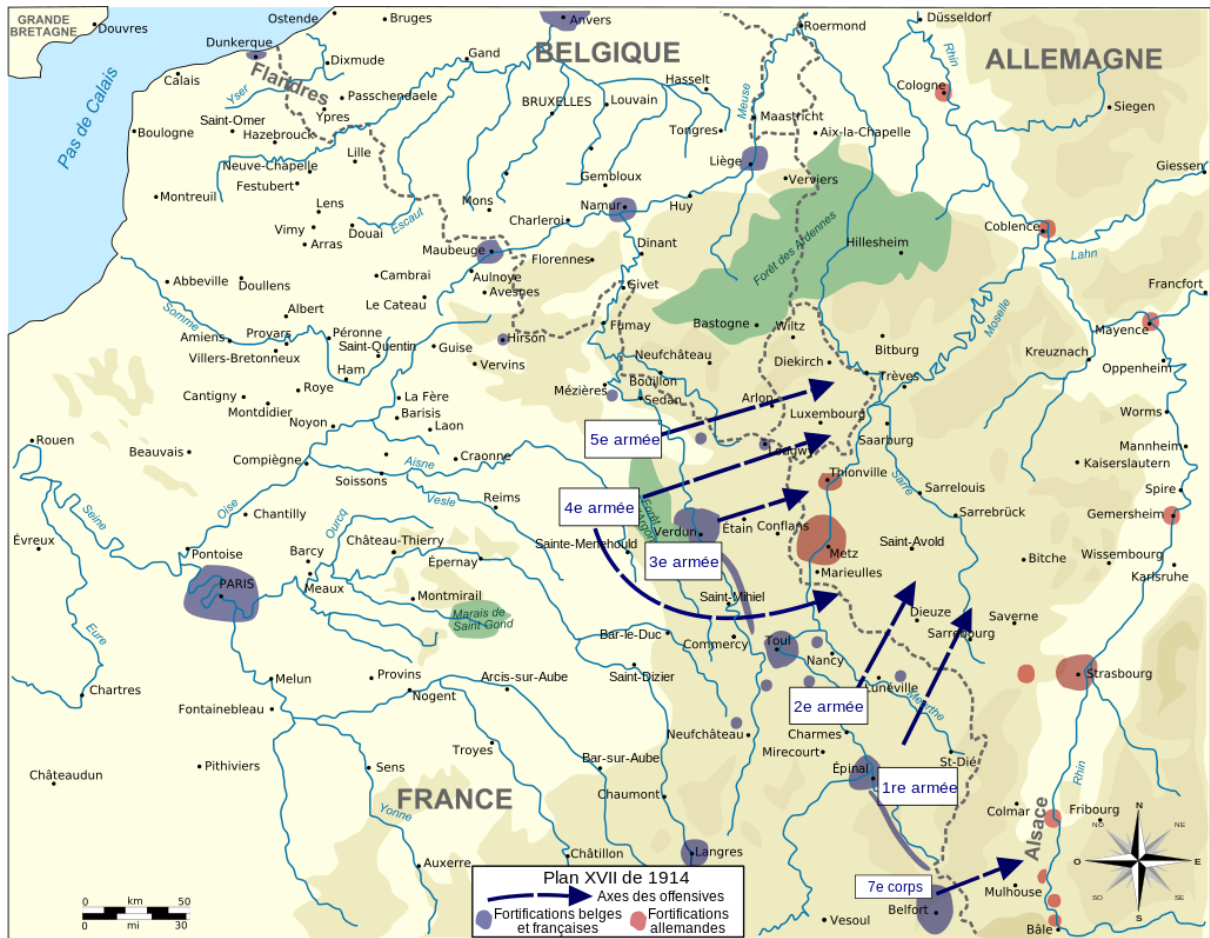 GRANDE
BRETAGNE
Douvres
Ostende
Bruges
Anvers
Roermond
Düsseldorf
Dunkerque
Dixmude
Gand
BELGIQUE
Rhin
ALLEMAGNE
Pas de Calais
Calais
Flandres
Yser
Passchendaele
Ypres
Hasselt
BRUXELLES
Louvain
Meuse
Cologne
Siegen
Boulogne
Saint-Omer
Hazebrouck
Maastricht
Tongres
Aix-la-Chapelle
Lille
Neuve-Chapelle
Festubert
Liège
Gembloux
Verviers
Giessen
Montreuil
Lens
Mons
Namur
Huy
Charleroi
Vimy
Douai
Escaut
Arras
Maubeuge
Dinant
Florennes
Forêt des Ardennes
Hillesheim
Coblence
Lahn
Abbeville
Doullens
Cambrai
Aulnoye
Avespes
Givet
Francfort
Le Cateau
Albert
Somme
Amiens
Provars
Péronne
Villers-Bretonneux
Saint-Quentin
Guise
Hirson
Fumay
Bastogne
Wiltz
Moselle
Mayence
Bitburg
Kreuznach
Oppenheim
Vervins
Neufchâteau
Diekirch
Ham
Trèves
Cantigny
Roye
Montdidier
La Fère
Barisis
Mézières
Bouillon
Sedan
Arlon
Luxembourg
Worms
Noyon
Laon
5e armée
Longwy
Saarburg
Mannheim
Rouen
Beauvais
Compiègne
Aisne
Craonne
Kaiserslautern
Soissons
Thionville
Sarre
Sarrelouis
Spire
Oise
Vesle
Reims
4e armée
Forêt
d'Argonne
Chantilly
Seine
Ourcq
Verdun
Étain
Conflans
Sarrebrück
Gemersheim
Évreux
Pontoise
Barcy
Château-Thierry
Sainte-Menehould
Metz
Saint-Avold
Bitche
Wissembourg
Épernay
3e armée
Marieulles
Karlsruhe
PARIS
Meaux
Montmirail
Saint-Mihiel
Marais de
Saint Gond
Dieuze
Saverne
Eure
Bar-le-Duc
Commercy
Toul
Sarrebourg
Nancy
Chartres
Melun
Provins
Arcis-sur-Aube
Saint-Dizier
Strasbourg
Nogent
Lunéville
Fontainebleau
2e armée
Meurthe
Neufchâteau
Charmes
Troyes
Mirecourt
St-Dié
Pithiviers
Sens
Bar-sur-Aube
Épinal
Rhin
Châteaudun
FRANCE
Chaumont
1re armée
Yonne
Colmar
Alsace
Fribourg
N
NO
NE
O
E
SO
SE
S
Auxerre
Châtillon
Langres
7e corps
Mulhouse
Belfort
Vesoul
Bâle
0 km 50
0 mi 30
Plan XVII de 1914
Axes des offensives
Fortifications belges
et françaises
Fortifications
allemandes